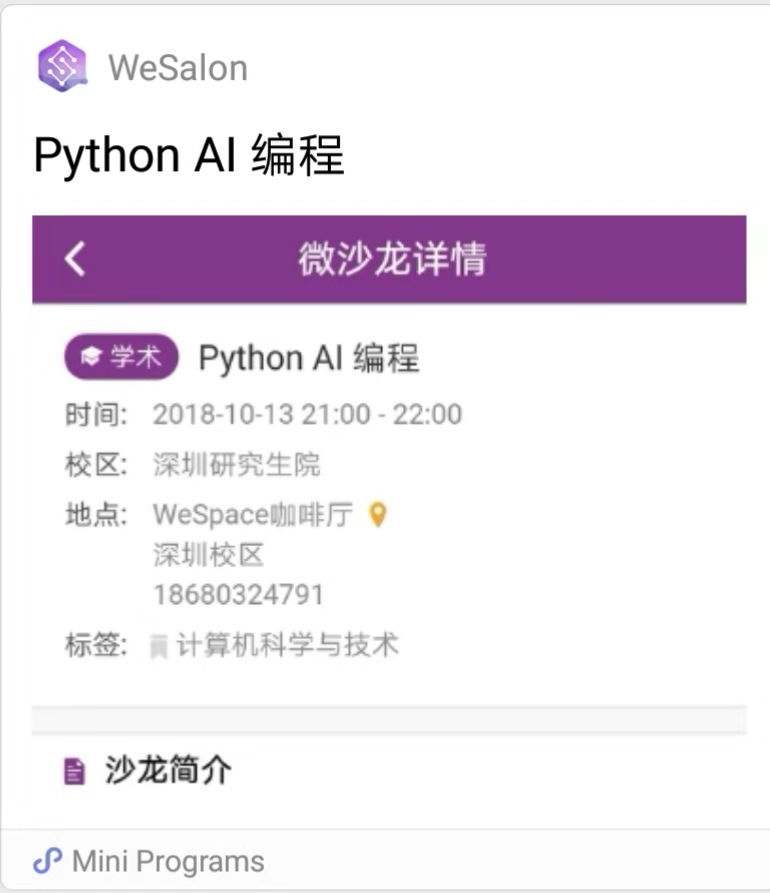 WeSalon
Python AI 编程
微沙龙详情
学术 Python AI 编程
时间: 2018-10-13 21:00 - 22:00
校区: 深圳研究生院
地点: WeSpace咖啡厅
深圳校区
18680324791
标签: 计算机科学与技术
沙龙简介
Mini Programs